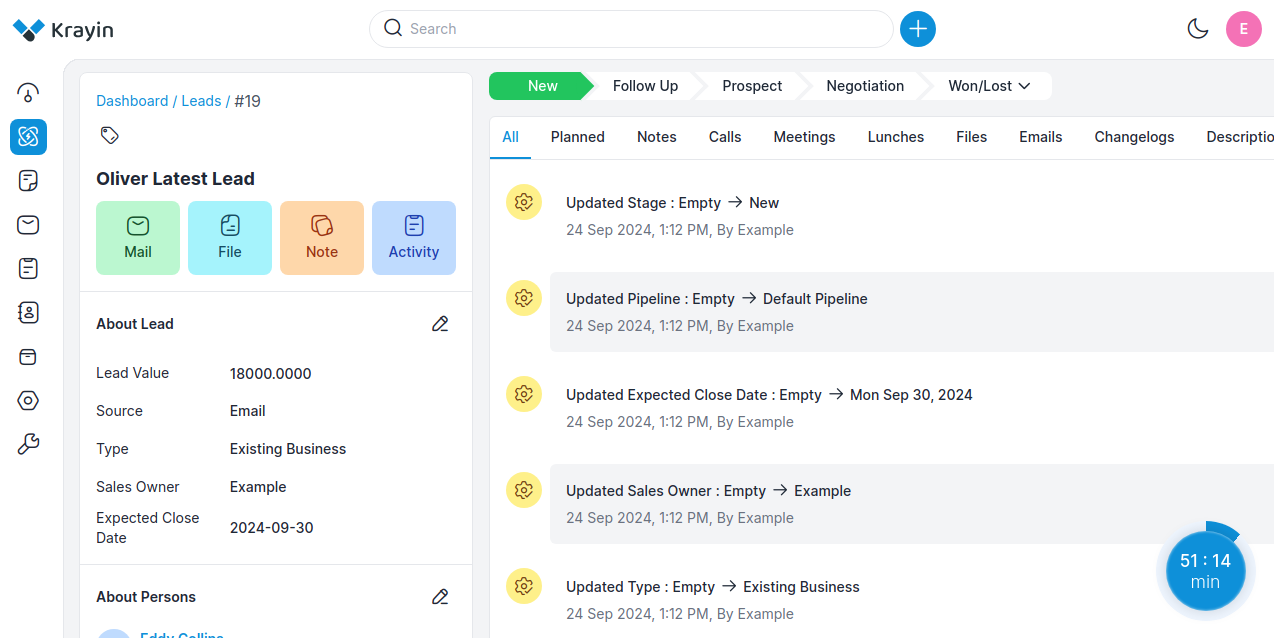 Krayin
Search
E
Dashboard / Leads / #19
Oliver Latest Lead
Mail
File
Note
Activity
About Lead
Lead Value 18000.0000
Source Email
Type Existing Business
Sales Owner Example
Expected Close Date 2024-09-30
About Persons
Eddy Collins
New
Follow Up
Prospect
Negotiation
Won/Lost
All
Planned
Notes
Calls
Meetings
Lunches
Files
Emails
Changelogs
Descriptio
Updated Stage : Empty → New
24 Sep 2024, 1:12 PM, By Example
Updated Pipeline : Empty → Default Pipeline
24 Sep 2024, 1:12 PM, By Example
Updated Expected Close Date : Empty → Mon Sep 30, 2024
24 Sep 2024, 1:12 PM, By Example
Updated Sales Owner : Empty → Example
24 Sep 2024, 1:12 PM, By Example
Updated Type : Empty → Existing Business
24 Sep 2024, 1:12 PM, By Example
51 : 14
min